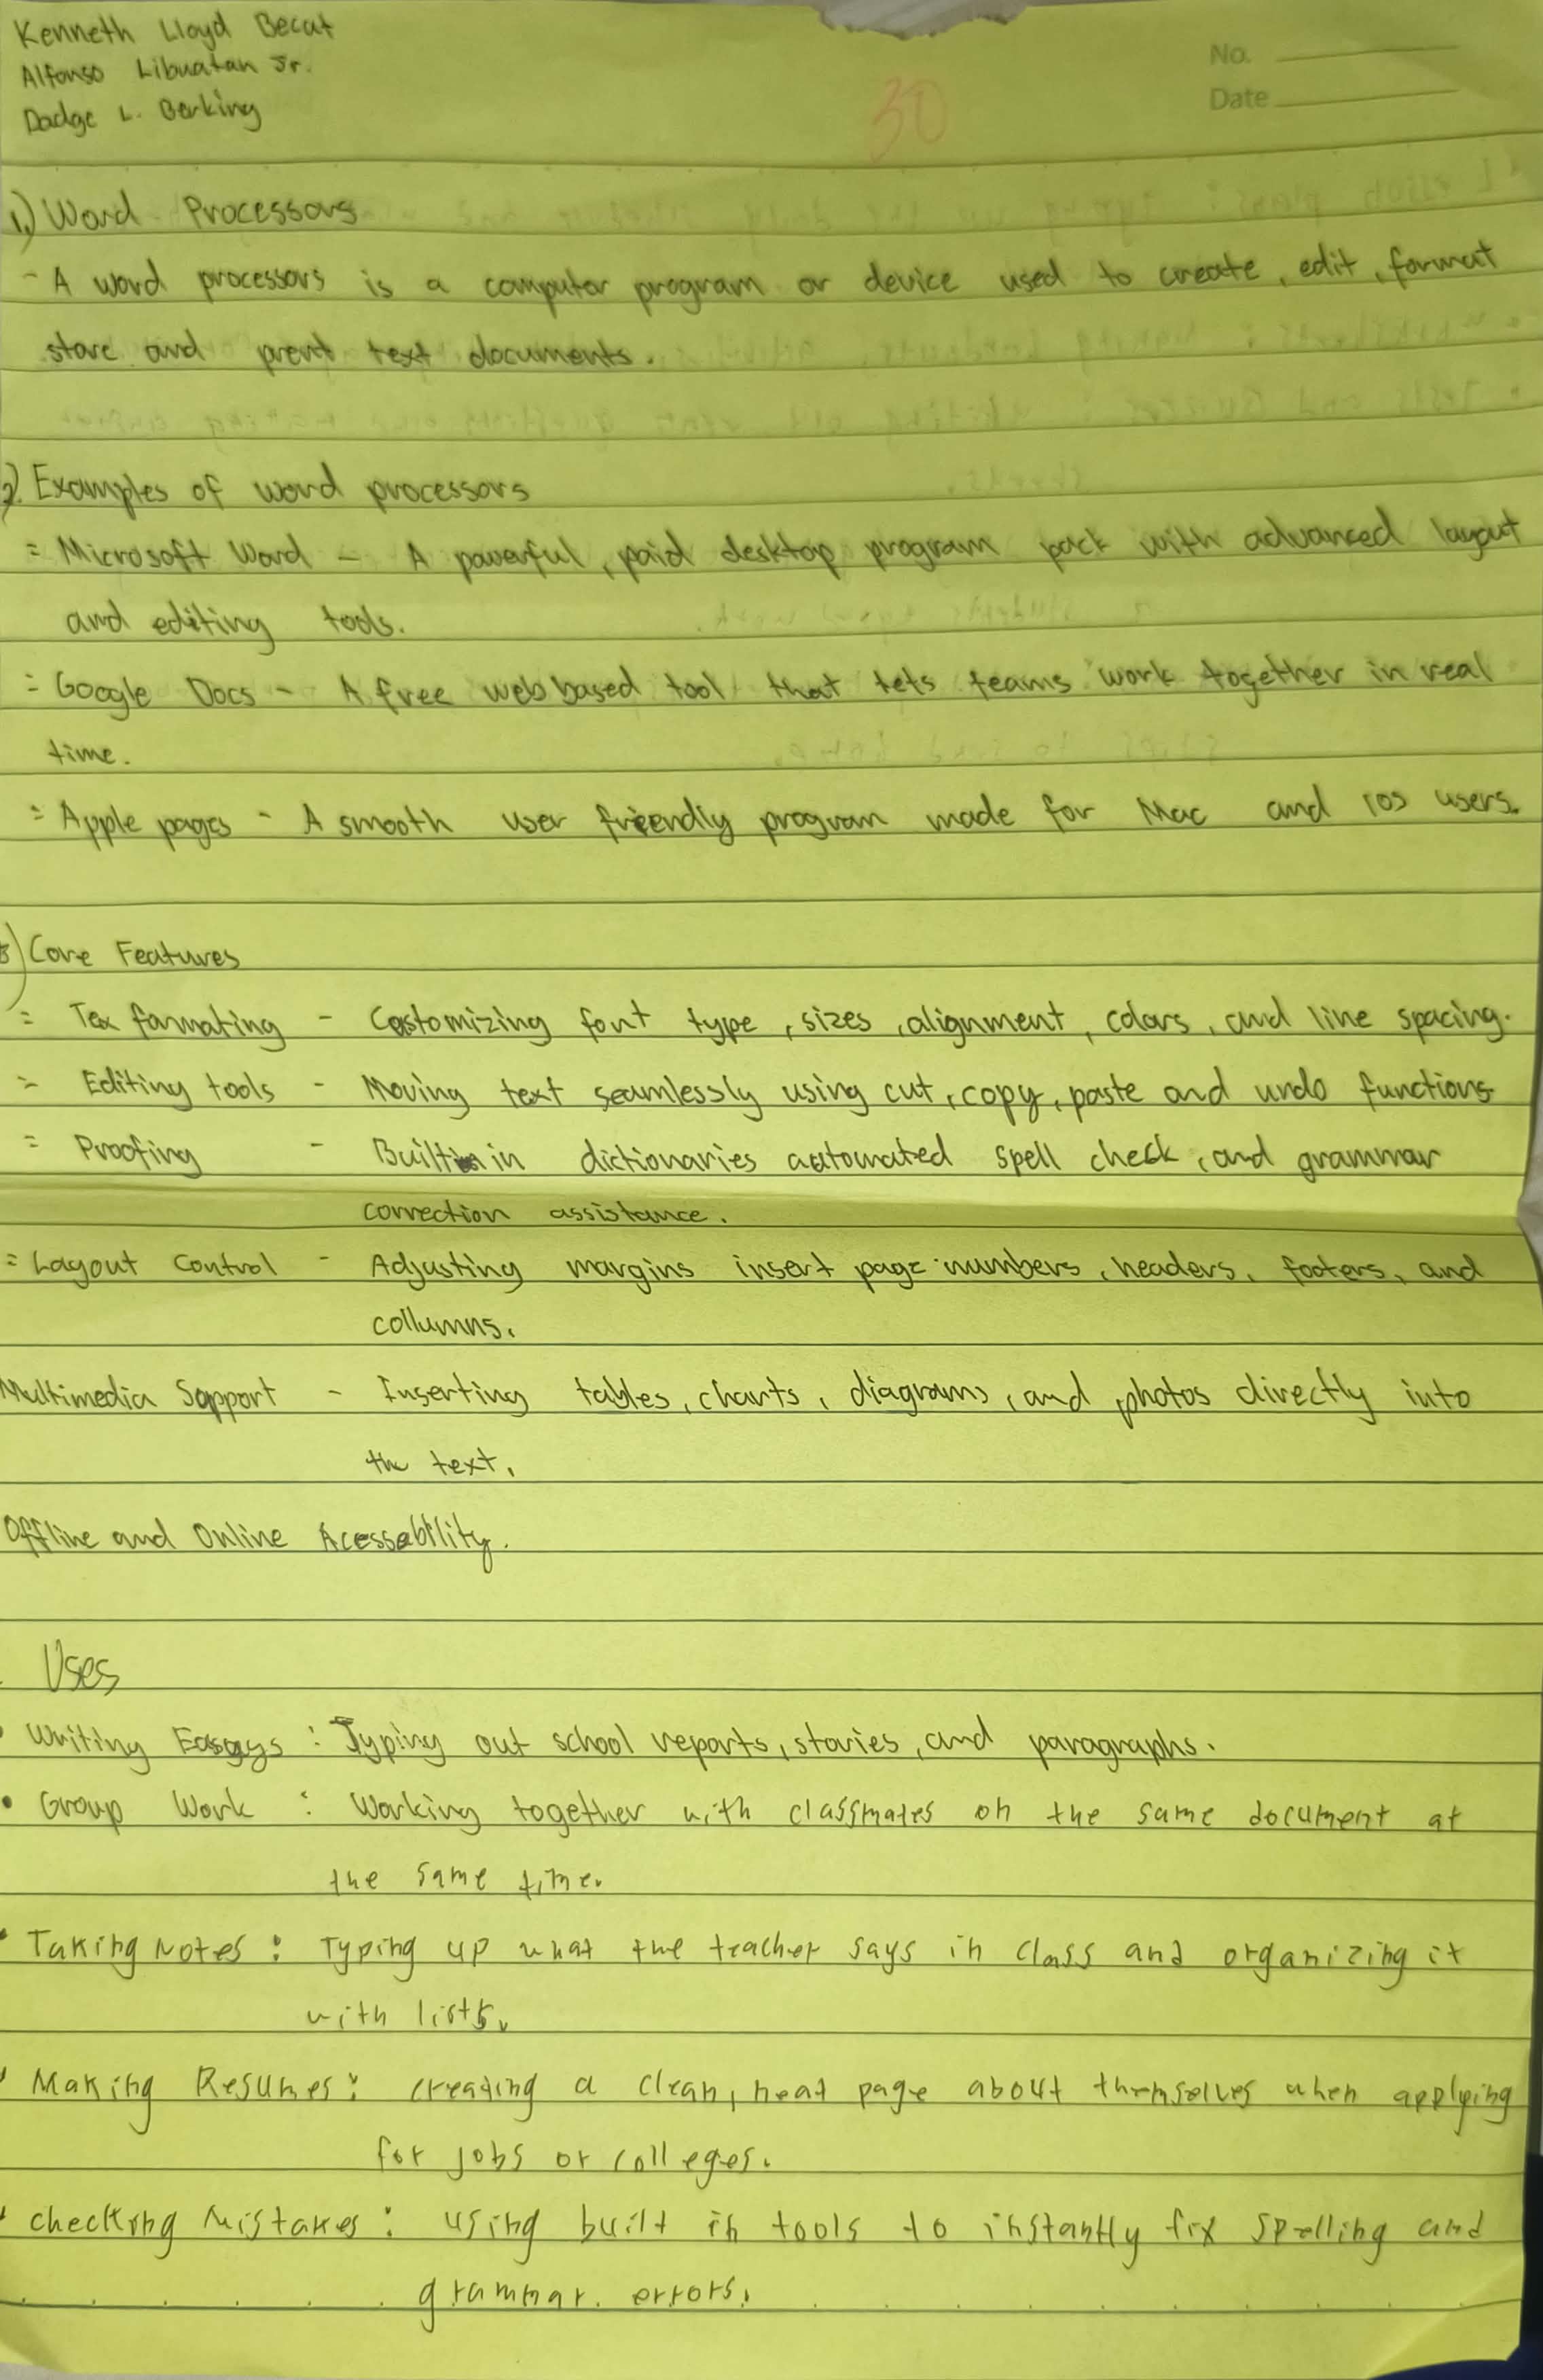 Kenneth Lloyd Becat
Alfonso Libuatan Jr.
Dadge L. Berking
No.
Date
30
1.) Word Processors
- A word processors is a computer program or device used to create, edit, format
store and prent text documents.
2. Examples of word processors
= Microsoft Word - A powerful, paid desktop program pack with advanced layout
and editing tools.
= Google Docs - A free web based tool that tets teams work together in real
time.
= Apple pages - A smooth user friendly program made for Mac and ios users.
Core Features
= Tex formating - Costomizing font type, sizes, alignment, colors, and line spacing.
= Editing tools - Moving text seamlessly using cut, copy, paste and undo functions
= Proofing - Built in dictionaries automated spell check, and grammar
correction assistance.
= Layout Control - Adjusting margins insert page numbers, headers, footers, and
collumns.
Multimedia Support - Inserting tables, charts, diagrams, and photos directly into
the text.
Offline and Online Acessability.
Uses
Writing Essays : Typing out school reports, stories, and paragraphs.
• Group Work : Working together with classmates on the same document at
the same time.
• Taking Notes : Typing up what the teacher says in class and organizing it
with lists.
Making Resumes : creating a clean, neat page about themselves when applying
for jobs or colleges.
checking Mistakes : using built in tools to instantly fix spelling and
grammar. errors.